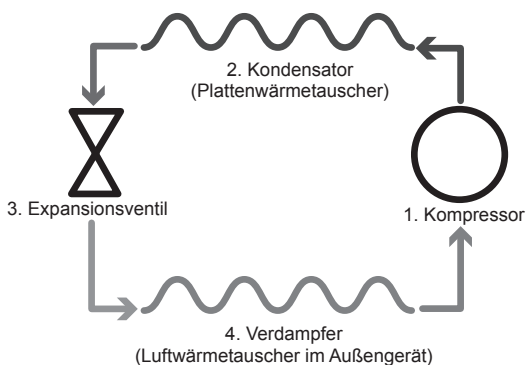 2. Kondensator
(Plattenwärmetauscher)
3. Expansionsventil
1. Kompressor
4. Verdampfer
(Luftwärmetauscher im Außengerät)